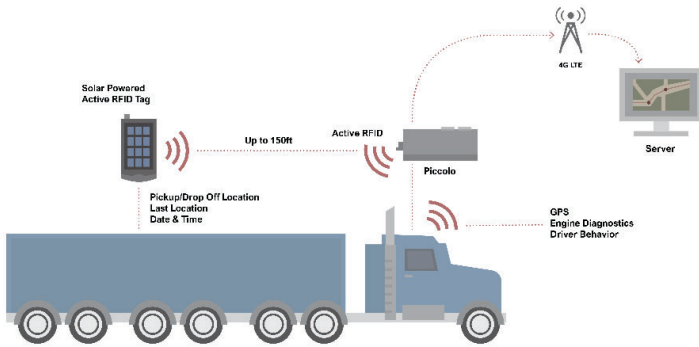 4G LTE
Solar Powered
Active RFID Tag
Server
Up to 150ft
Active RFID
Piccolo
Pickup/Drop Off Location
Last Location
Date & Time
GPS
Engine Diagnostics
Driver Behavior